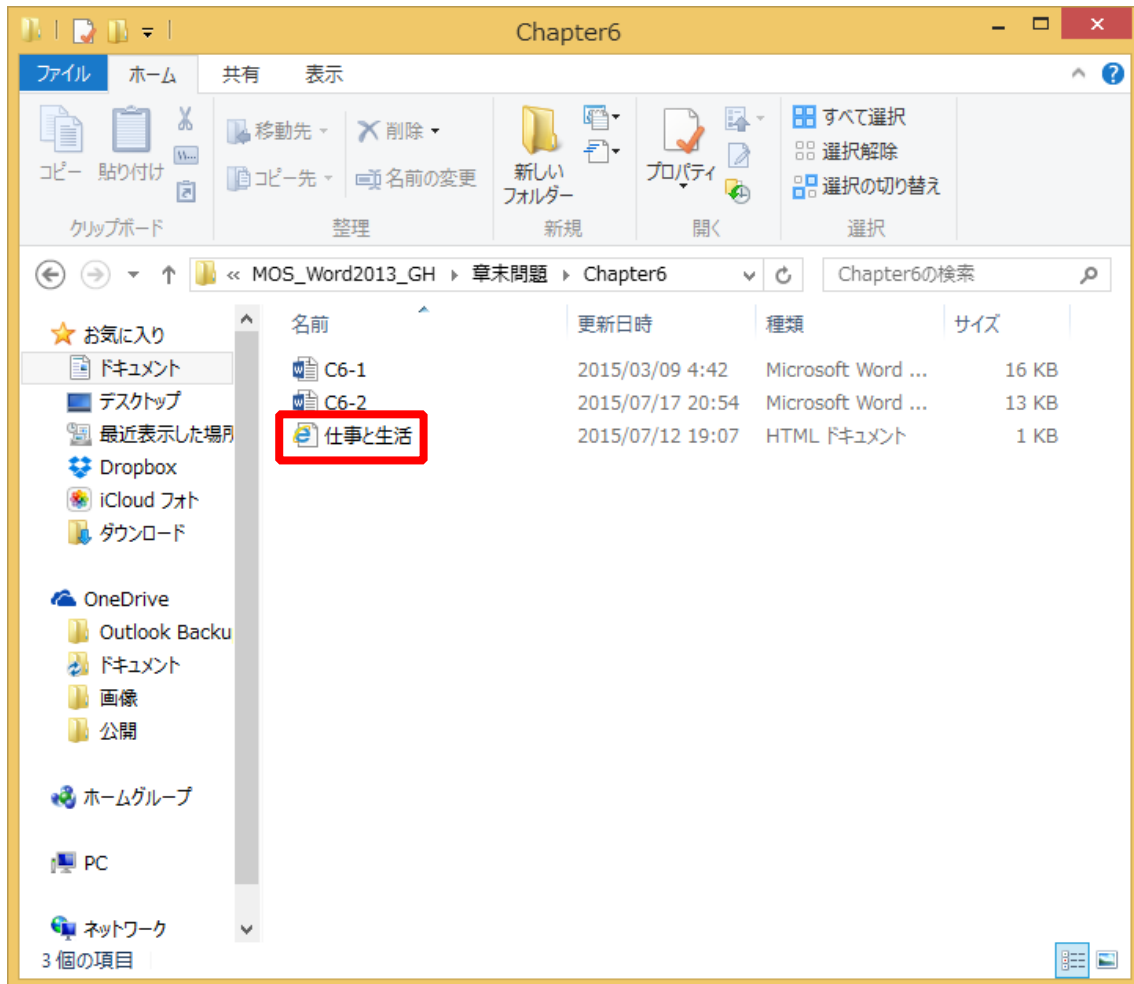 Chapter6
ファイル ホーム 共有 表示
コピー 貼り付け 移動先 コピー先 削除 名前の変更 新しい フォルダー プロパティ すべて選択 選択解除 選択の切り替え
クリップボード 整理 新規 開く 選択
« MOS_Word2013_GH 章末問題 Chapter6 Chapter6の検索
名前 更新日時 種類 サイズ
C6-1 2015/03/09 4:42 Microsoft Word ... 16 KB
C6-2 2015/07/17 20:54 Microsoft Word ... 13 KB
仕事と生活 2015/07/12 19:07 HTML ドキュメント 1 KB
お気に入り
ドキュメント
デスクトップ
最近表示した場所
Dropbox
iCloud フォト
ダウンロード
OneDrive
Outlook Backu
ドキュメント
画像
公開
ホームグループ
PC
ネットワーク
3 個の項目